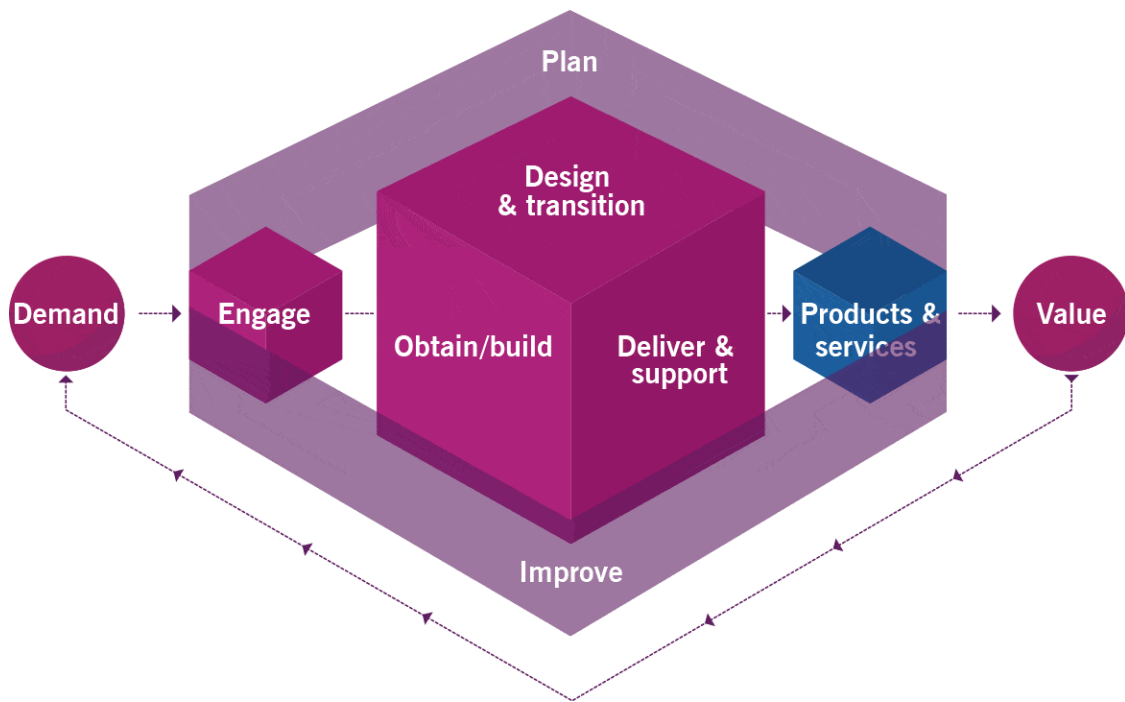 Plan
Design
& transition
Demand
Engage
Obtain/build
Deliver &
support
Products &
services
Value
Improve